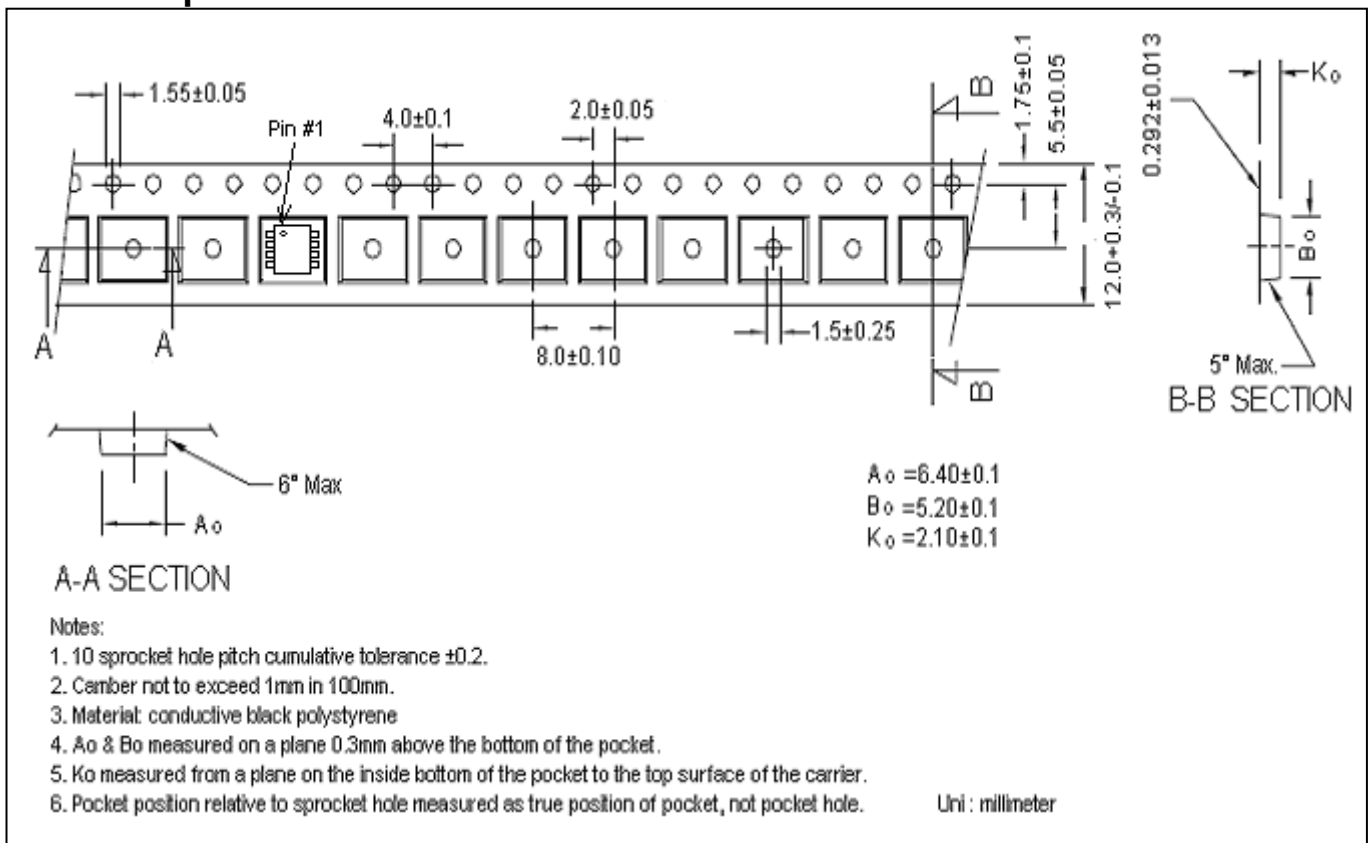 1.55±0.05
Pin #1
4.0±0.1
2.0±0.05
B
1.75±0.1
5.5±0.05
0.292±0.013
Ko
Bo
12.0+0.3/-0.1
A
A
8.0±0.10
1.5±0.25
B
5° Max.
B-B SECTION
6° Max
Ao
A-A SECTION
Ao =6.40±0.1
Bo =5.20±0.1
Ko =2.10±0.1
Notes:
1. 10 sprocket hole pitch cumulative tolerance ±0.2.
2. Camber not to exceed 1mm in 100mm.
3. Material: conductive black polystyrene
4. Ao & Bo measured on a plane 0.3mm above the bottom of the pocket.
5. Ko measured from a plane on the inside bottom of the pocket to the top surface of the carrier.
6. Pocket position relative to sprocket hole measured as true position of pocket, not pocket hole.
Uni : millimeter